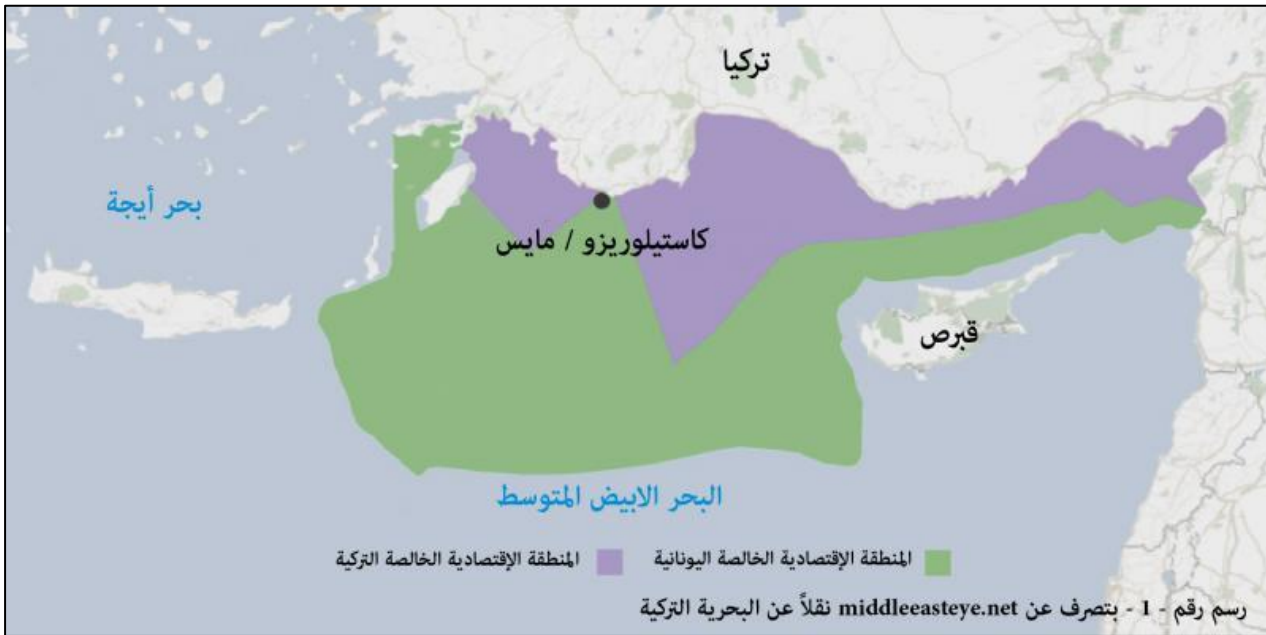 تركيا
بحر أيجة
كاستيلوريزو / مايس
قبرص
البحر الابيض المتوسط
المنطقة الإقتصادية الخالصة اليونانية
المنطقة الإقتصادية الخالصة التركية
رسم رقم - 1 - بتصرف عن middleeasteye.net نقلاً عن البحرية التركية